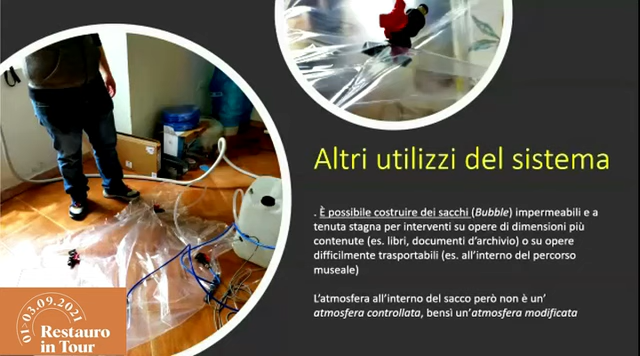 Altri utilizzi del sistema
. È possibile costruire dei sacchi (Bubble) impermeabili e a
tenuta stagna per interventi su opere di dimensioni più
contenute (es. libri, documenti d'archivio) o su opere
difficilmente trasportabili (es. all'interno del percorso
museale)
L'atmosfera all'interno del sacco però non è un'
atmosfera controllata, bensì un'atmosfera modificata
01>03.09.2021
Restauro
in Tour